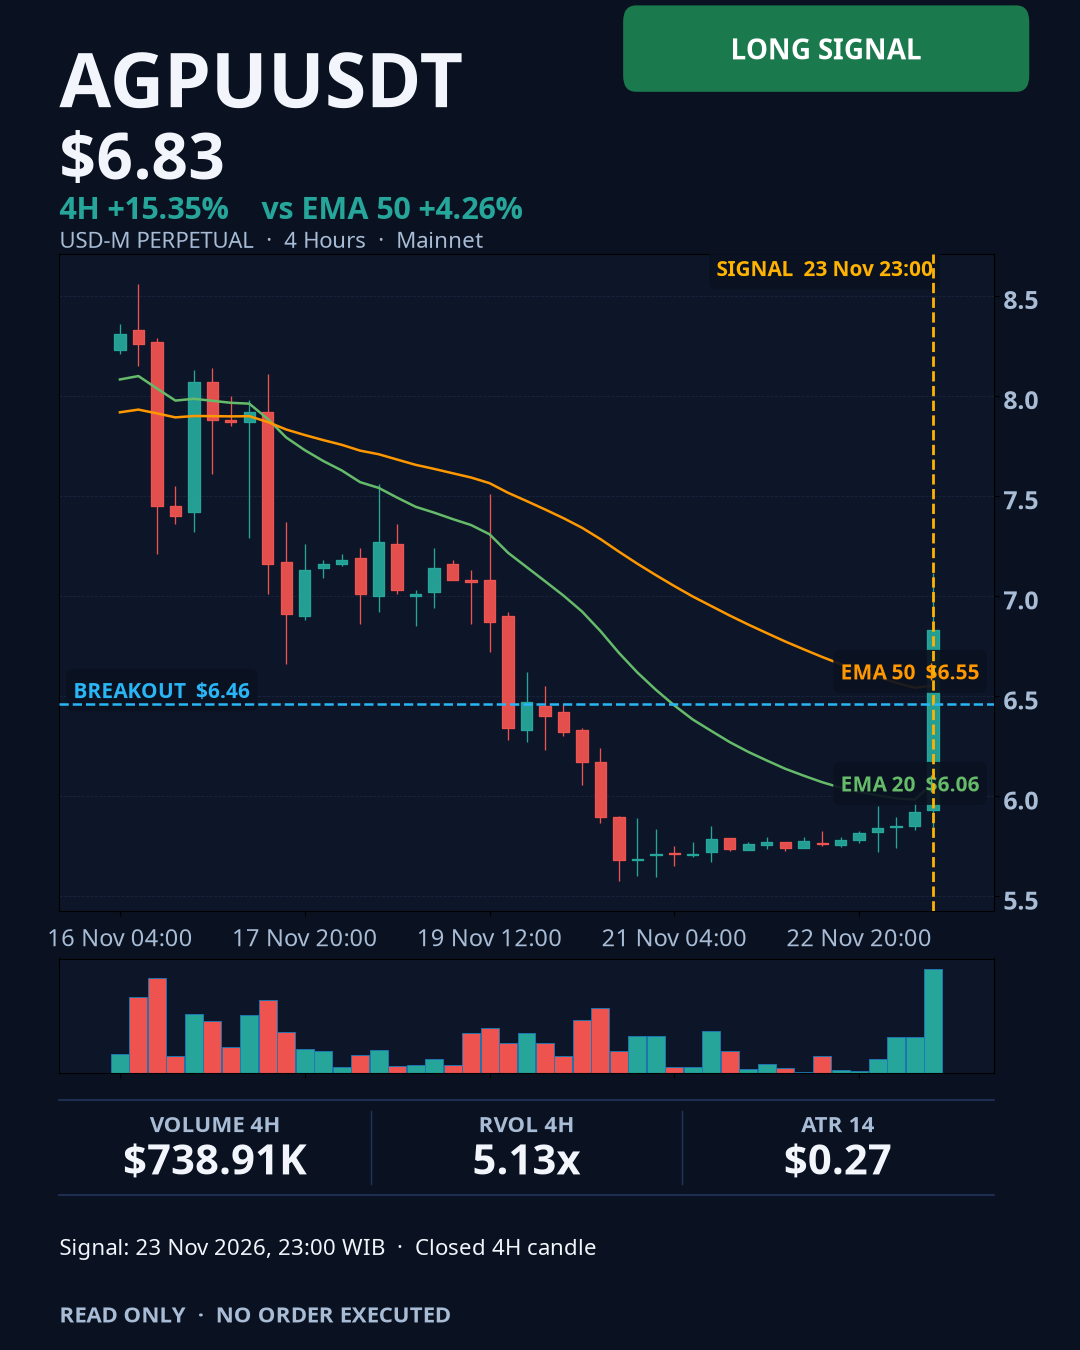 LONG SIGNAL
AGPUUSDT
$6.83
4H +15.35% vs EMA 50 +4.26%
USD-M PERPETUAL · 4 Hours · Mainnet
SIGNAL 23 Nov 23:00
8.5
8.0
7.5
7.0
EMA 50 $6.55
BREAKOUT $6.46
6.5
EMA 20 $6.06
6.0
5.5
16 Nov 04:00 17 Nov 20:00 19 Nov 12:00 21 Nov 04:00 22 Nov 20:00
VOLUME 4H RVOL 4H ATR 14
$738.91K 5.13x $0.27
Signal: 23 Nov 2026, 23:00 WIB · Closed 4H candle
READ ONLY · NO ORDER EXECUTED